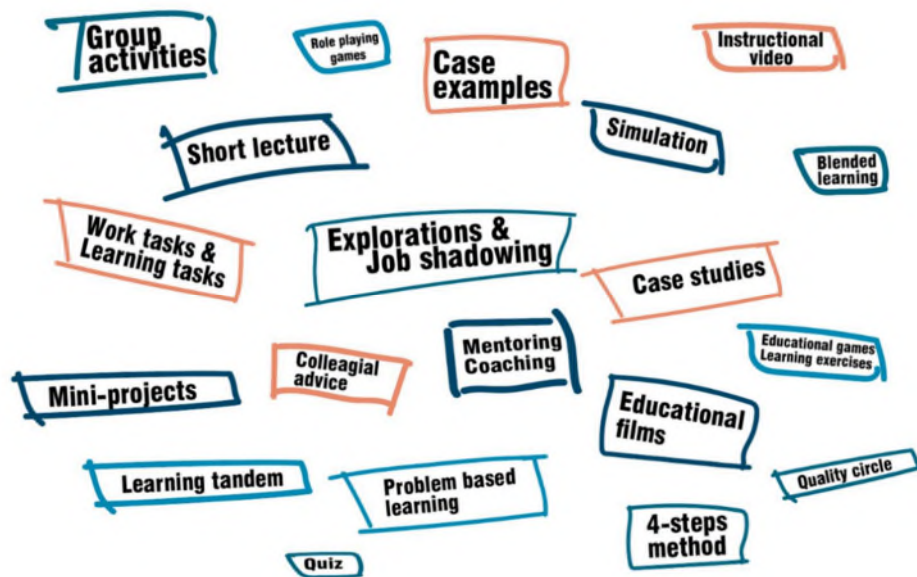 Group
activities
Role playing
games
Case
examples
Instructional
video
Short lecture
Simulation
Blended
learning
Work tasks &
Learning tasks
Explorations &
Job shadowing
Case studies
Mentoring
Coaching
Educational games
Learning exercises
Colleagial
advice
Mini-projects
Educational
films
Learning tandem
Problem based
learning
Quality circle
4-steps
method
Quiz